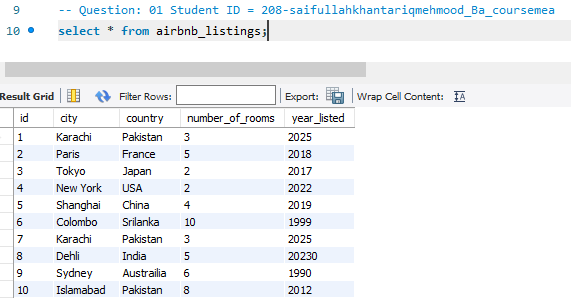 9 -- Question: 01 Student ID = 208-saifullahkhantariqmehmood_Ba_coursemea
10 select * from airbnb_listings;
Result Grid Filter Rows: Export: Wrap Cell Content: IA
id city country number_of_rooms year_listed
1 Karachi Pakistan 3 2025
2 Paris France 5 2018
3 Tokyo Japan 2 2017
4 New York USA 2 2022
5 Shanghai China 4 2019
6 Colombo Srilanka 10 1999
7 Karachi Pakistan 3 2025
8 Dehli India 5 20230
9 Sydney Austrailia 6 1990
10 Islamabad Pakistan 8 2012